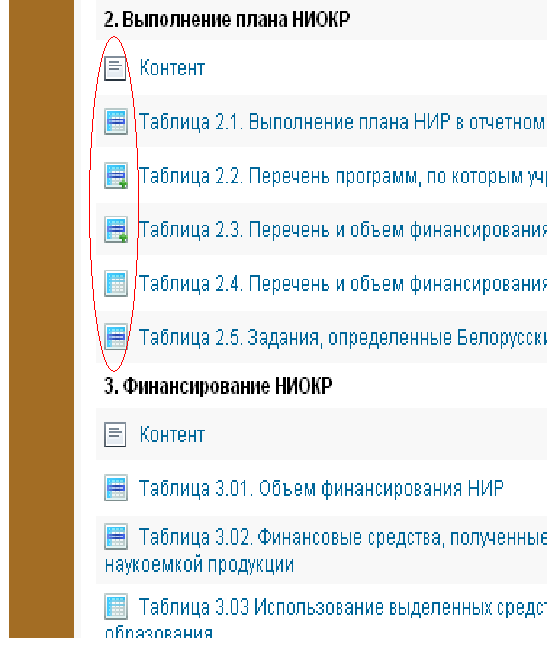 2. Выполнение плана НИОКР
Контент
Таблица 2.1. Выполнение плана НИР в отчетном
Таблица 2.2. Перечень программ, по которым
Таблица 2.3. Перечень и объем финансирования
Таблица 2.4. Перечень и объем финансирования
Таблица 2.5. Задания, определенные
3. Финансирование НИОКР
Контент
Таблица 3.01. Объем финансирования НИР
Таблица 3.02. Финансовые средства, полученные
наукоемкой продукции
Таблица 3.03 Использование выделенных
образования